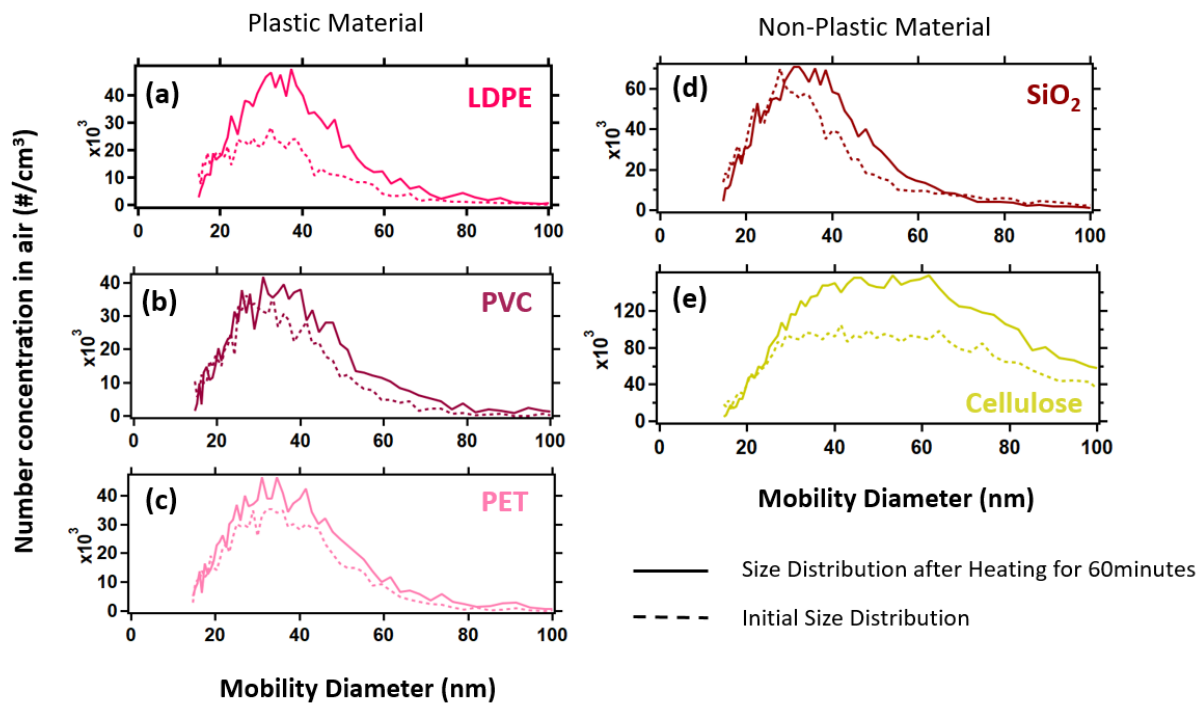 Plastic Material
Non-Plastic Material
Number concentration in air (#/cm³)
(a)
LDPE
x10³
40
30
20
10
0
0 20 40 60 80 100
(b)
PVC
x10³
40
30
20
10
0
0 20 40 60 80 100
(c)
PET
x10³
40
30
20
10
0
0 20 40 60 80 100
Mobility Diameter (nm)
(d)
SiO₂
x10³
60
40
20
0
0 20 40 60 80 100
(e)
Cellulose
x10³
120
80
40
0
0 20 40 60 80 100
Mobility Diameter (nm)
Size Distribution after Heating for 60minutes
Initial Size Distribution